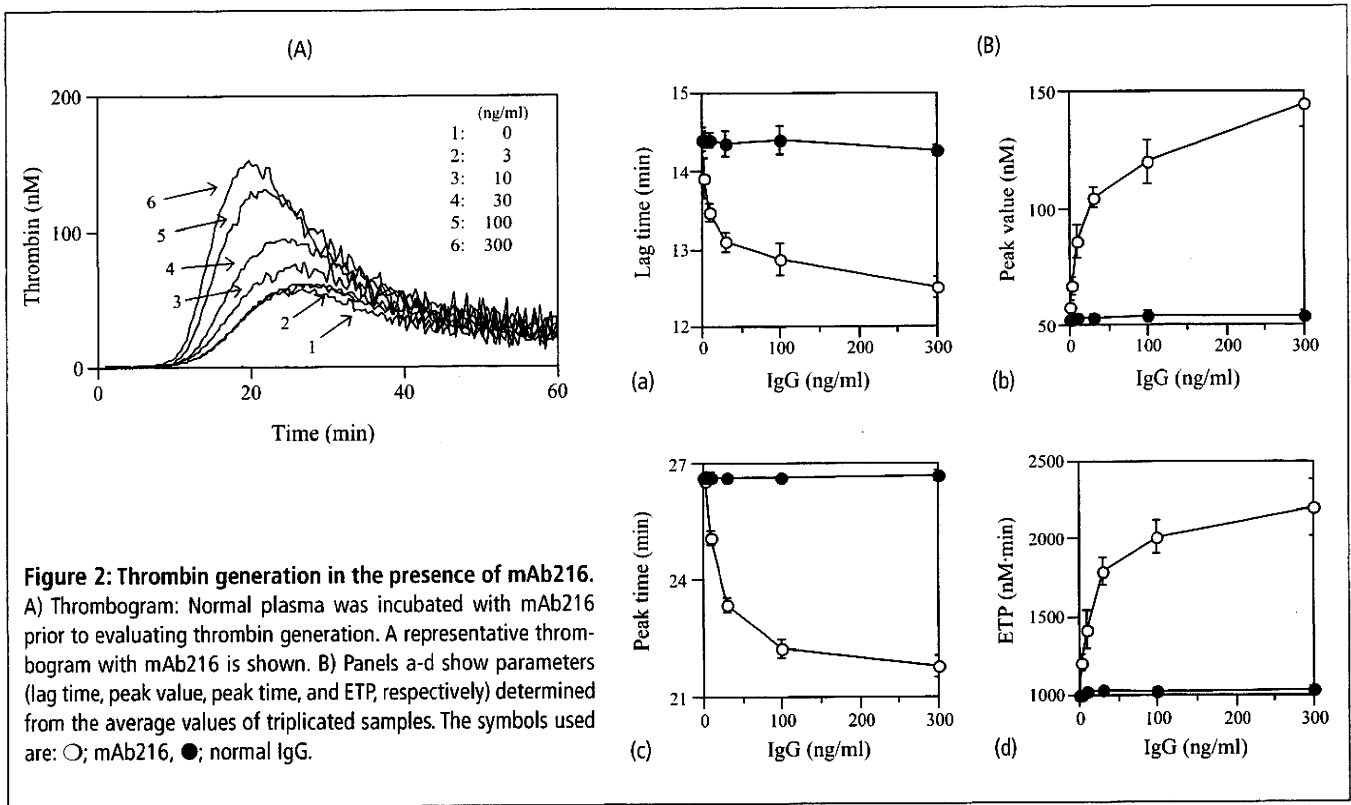 (A)
200
100
0
Thrombin (nM)
0
20
40
60
Time (min)
(ng/ml)
1: 0
2: 3
3: 10
4: 30
5: 100
6: 300
6
5
4
3
2
1
(B)
15
14
13
12
Lag time (min)
0
100
200
300
(a)
IgG (ng/ml)
150
100
50
Peak value (nM)
0
100
200
300
(b)
IgG (ng/ml)
27
24
21
Peak time (min)
0
100
200
300
(c)
IgG (ng/ml)
2500
2000
1500
1000
ETP (nM·min)
0
100
200
300
(d)
IgG (ng/ml)
Figure 2: Thrombin generation in the presence of mAb216.
A) Thrombogram: Normal plasma was incubated with mAb216
prior to evaluating thrombin generation. A representative throm-
bogram with mAb216 is shown. B) Panels a-d show parameters
(lag time, peak value, peak time, and ETP, respectively) determined
from the average values of triplicated samples. The symbols used
are: ○; mAb216, ●; normal IgG.